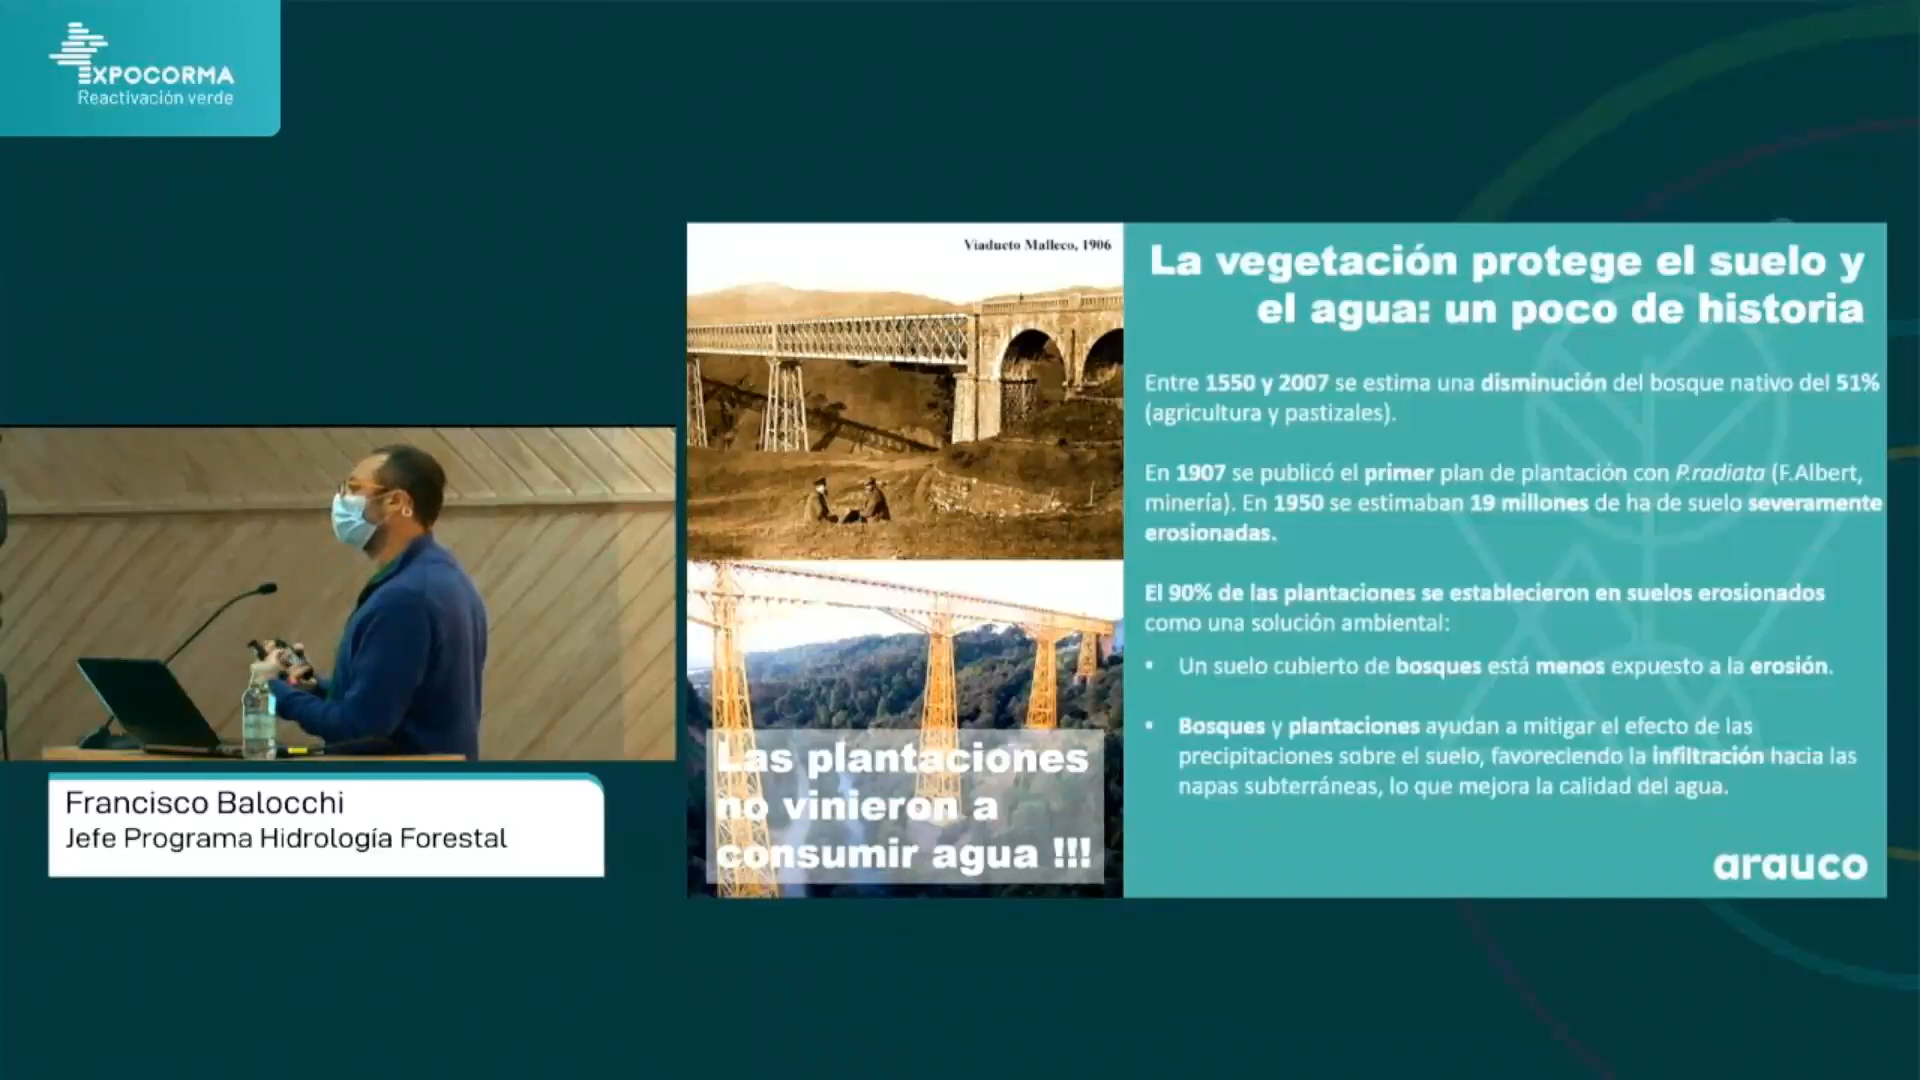 EXPOCORMA
Reactivación verde
Viaducto Malleco, 1906
Las plantaciones
no vinieron a
consumir agua !!!
La vegetación protege el suelo y
el agua: un poco de historia
Entre 1550 y 2007 se estima una disminución del bosque nativo del 51%
(agricultura y pastizales).
En 1907 se publicó el primer plan de plantación con P.radiata (F.Albert,
minería). En 1950 se estimaban 19 millones de ha de suelo severamente
erosionadas.
El 90% de las plantaciones se establecieron en suelos erosionados
como una solución ambiental:
• Un suelo cubierto de bosques está menos expuesto a la erosión.
• Bosques y plantaciones ayudan a mitigar el efecto de las
precipitaciones sobre el suelo, favoreciendo la infiltración hacia las
napas subterráneas, lo que mejora la calidad del agua.
arauco
Francisco Balocchi
Jefe Programa Hidrología Forestal